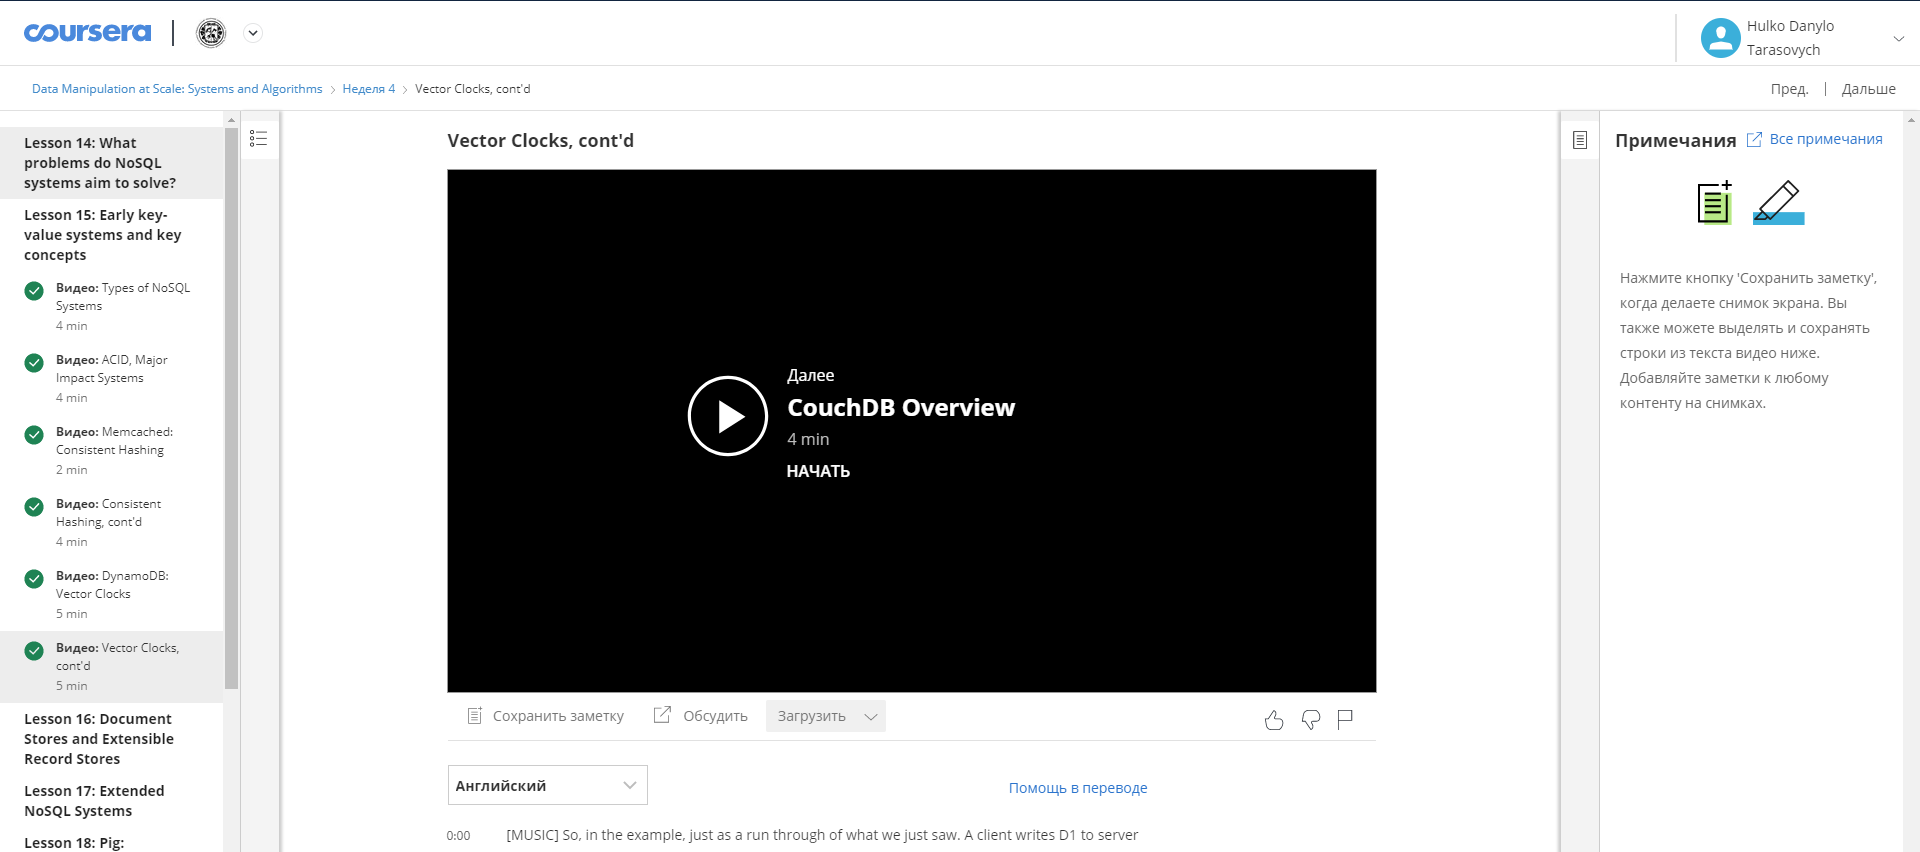 coursera
Hulko Danylo
Tarasovych
Data Manipulation at Scale: Systems and Algorithms
Неделя 4
Vector Clocks, cont'd
Пред.
Дальше
Lesson 14: What
problems do NoSQL
systems aim to solve?
Lesson 15: Early key-
value systems and key
concepts
Видео: Types of NoSQL
Systems
4 min
Видео: ACID, Major
Impact Systems
4 min
Видео: Memcached:
Consistent Hashing
2 min
Видео: Consistent
Hashing, cont'd
4 min
Видео: DynamoDB:
Vector Clocks
5 min
Видео: Vector Clocks,
cont'd
5 min
Lesson 16: Document
Stores and Extensible
Record Stores
Lesson 17: Extended
NoSQL Systems
Lesson 18: Pig:
Vector Clocks, cont'd
Далее
CouchDB Overview
4 min
НАЧАТЬ
Сохранить заметку
Обсудить
Загрузить
Английский
Помощь в переводе
0:00
[MUSIC] So, in the example, just as a run through of what we just saw. A client writes D1 to server
Примечания
Все примечания
Нажмите кнопку 'Сохранить заметку',
когда делаете снимок экрана. Вы
также можете выделять и сохранять
строки из текста видео ниже.
Добавляйте заметки к любому
контенту на снимках.